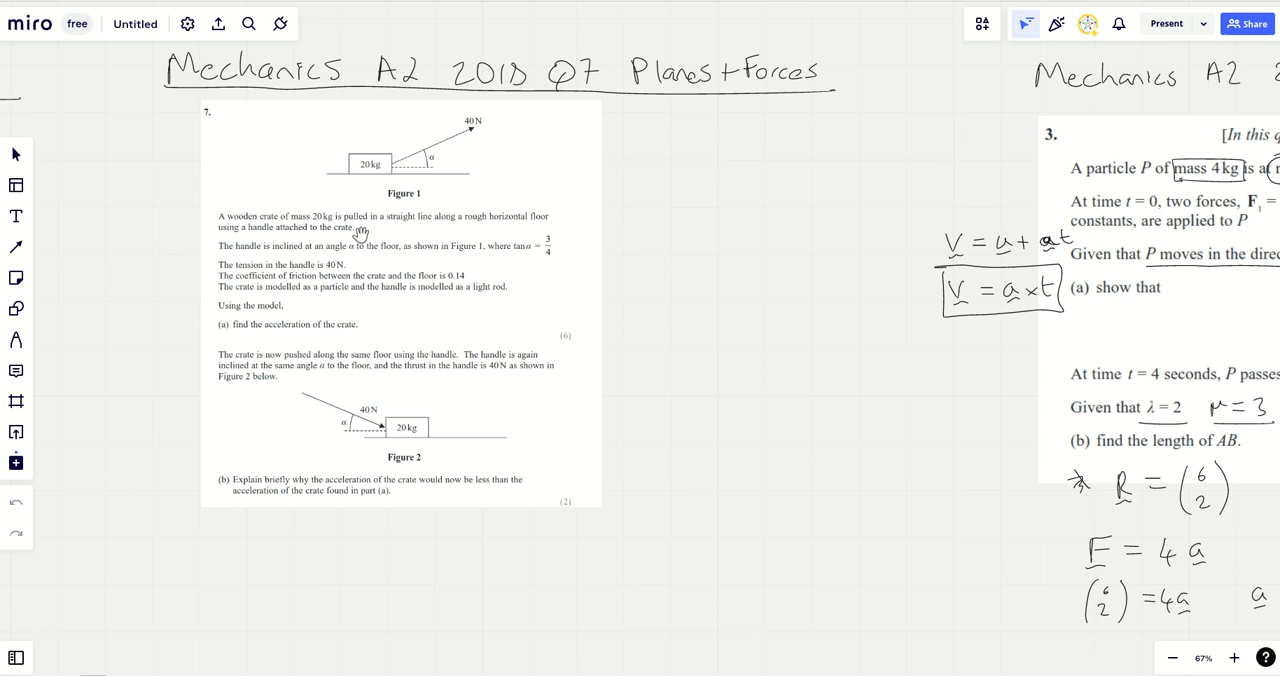 miro free Untitled Present Share
Mechanics A2 2018 Q7 Planes + Forces
7.
40 N
20 kg
α
Figure 1
A wooden crate of mass 20 kg is pulled in a straight line along a rough horizontal floor
using a handle attached to the crate.
The handle is inclined at an angle α to the floor, as shown in Figure 1, where tan α = 3/4
The tension in the handle is 40 N.
The coefficient of friction between the crate and the floor is 0.14
The crate is modelled as a particle and the handle is modelled as a light rod.
Using the model,
(a) find the acceleration of the crate.
(6)
The crate is now pushed along the same floor using the handle. The handle is again
inclined at the same angle α to the floor, and the thrust in the handle is 40 N as shown in
Figure 2 below.
40 N
α
20 kg
Figure 2
(b) Explain briefly why the acceleration of the crate would now be less than the
acceleration of the crate found in part (a).
(2)
V = u + at
V = a × t
Mechanics A2 2
3.
[In this q
A particle P of mass 4 kg is at r
At time t = 0, two forces, F₁ =
constants, are applied to P
Given that P moves in the direc
(a) show that
At time t = 4 seconds, P passes
Given that λ = 2 μ = 3
(b) find the length of AB.
R = (6 2)
F = 4 a
(6 2) = 4a a
67%
?